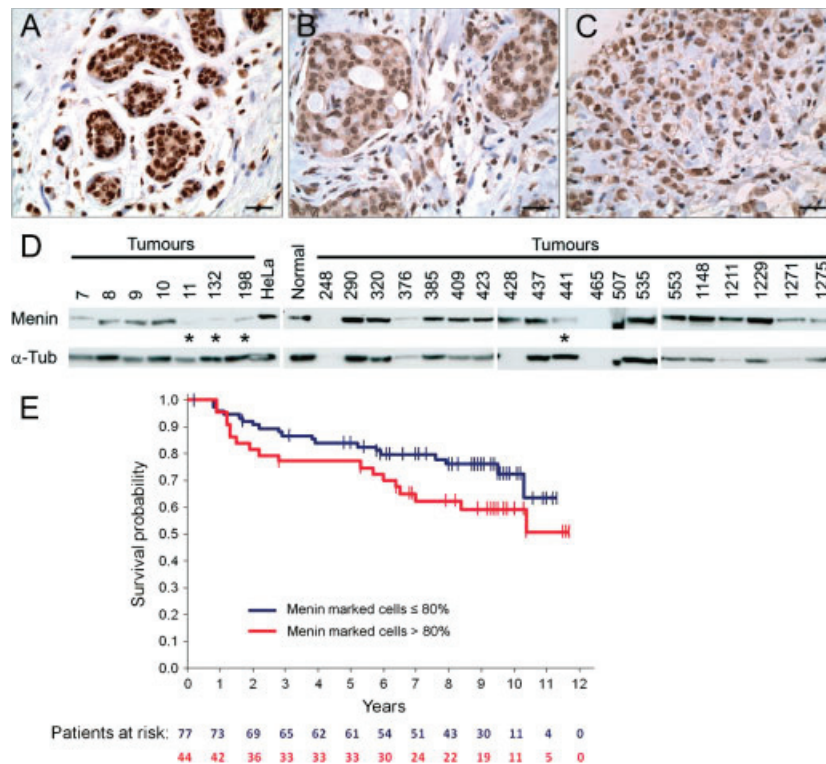 A
B
C
D
Tumours
Tumours
7 8 9 10 11 132 198 HeLa Normal 248 290 320 376 385 409 423 428 437 441 465 507 535 553 1148 1211 1229 1271 1275
Menin
* * * *
α-Tub
E
1.0
0.9
0.8
0.7
0.6
0.5
0.4
0.3
0.2
0.1
0.0
Survival probability
Menin marked cells ≤ 80%
Menin marked cells > 80%
0 1 2 3 4 5 6 7 8 9 10 11 12
Years
Patients at risk: 77 73 69 65 62 61 54 51 43 30 11 4 0
44 42 36 33 33 33 30 24 22 19 11 5 0